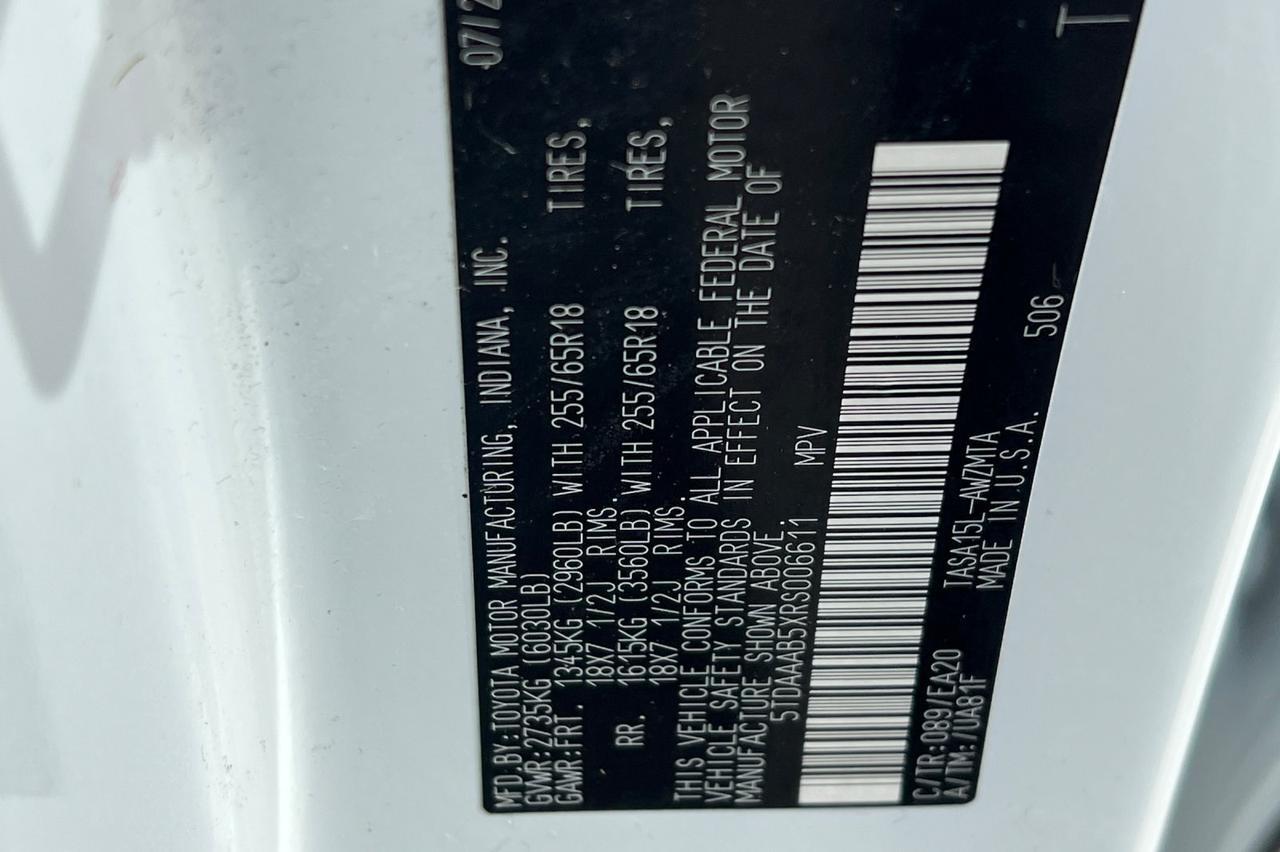 MFD.BY:TOYOTA MOTOR MANUFACTURING, INDIANA, INC. 07/2
GVWR:2735KG (6030LB)
GAWR:FRT. 1345KG (2960LB) WITH 255/65R18 TIRES,
18X7 1/2J RIMS.
RR. 1615KG (3560LB) WITH 255/65R18 TIRES,
18X7 1/2J RIMS.
THIS VEHICLE CONFORMS TO ALL APPLICABLE FEDERAL MOTOR
VEHICLE SAFETY STANDARDS IN EFFECT ON THE DATE OF
MANUFACTURE SHOWN ABOVE.
5TDAAAB5XRS006611 MPV
C/TR:089/EA20 TASA15L-AWZMTA
A/TM:/UA81F MADE IN U.S.A. 506
T